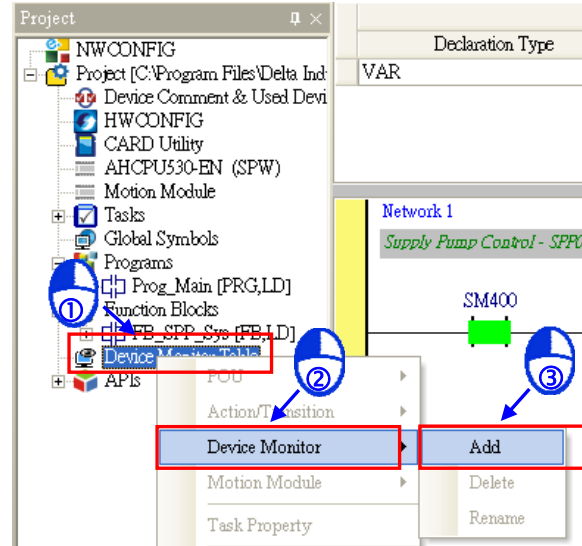 Project
NWCONFIG
Project [C:\Program Files\Delta Ind
Device Comment & Used Devi
HWCONFIG
CARD Utility
AHCPU530-EN (SPW)
Motion Module
Tasks
Global Symbols
Programs
Prog_Main [PRG,LD]
Function Blocks
FB_SPP_Sys [FB,LD]
Device Monitor Table
APIs
Declaration Type
VAR
Network 1
Supply Pump Control - SPP0
SM400
①
②
③
POU
Action/Transition
Device Monitor
Motion Module
Task Property
Add
Delete
Rename